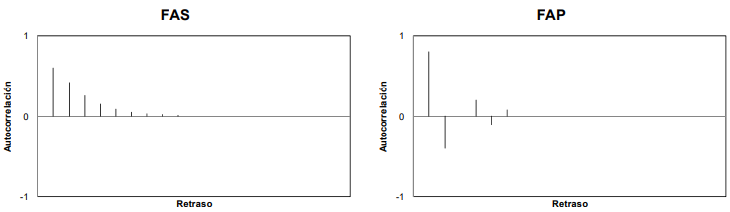 FAS
1
Autocorrelación
0
-1
Retraso
FAP
1
Autocorrelación
0
-1
Retraso